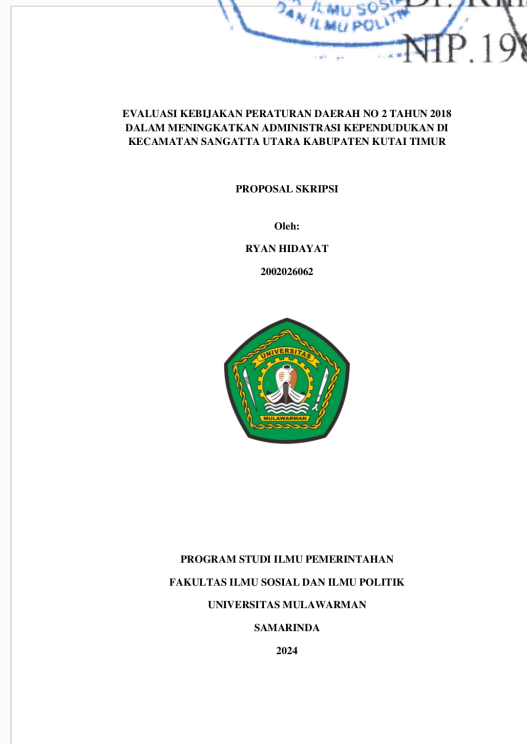 ILMU SOSI
DAN ILMU POLITIK
NIP.198
EVALUASI KEBIJAKAN PERATURAN DAERAH NO 2 TAHUN 2018
DALAM MENINGKATKAN ADMINISTRASI KEPENDUDUKAN DI
KECAMATAN SANGATTA UTARA KABUPATEN KUTAI TIMUR
PROPOSAL SKRIPSI
Oleh:
RYAN HIDAYAT
2002026062
UNIVERSITAS
MULAWARMAN
PROGRAM STUDI ILMU PEMERINTAHAN
FAKULTAS ILMU SOSIAL DAN ILMU POLITIK
UNIVERSITAS MULAWARMAN
SAMARINDA
2024